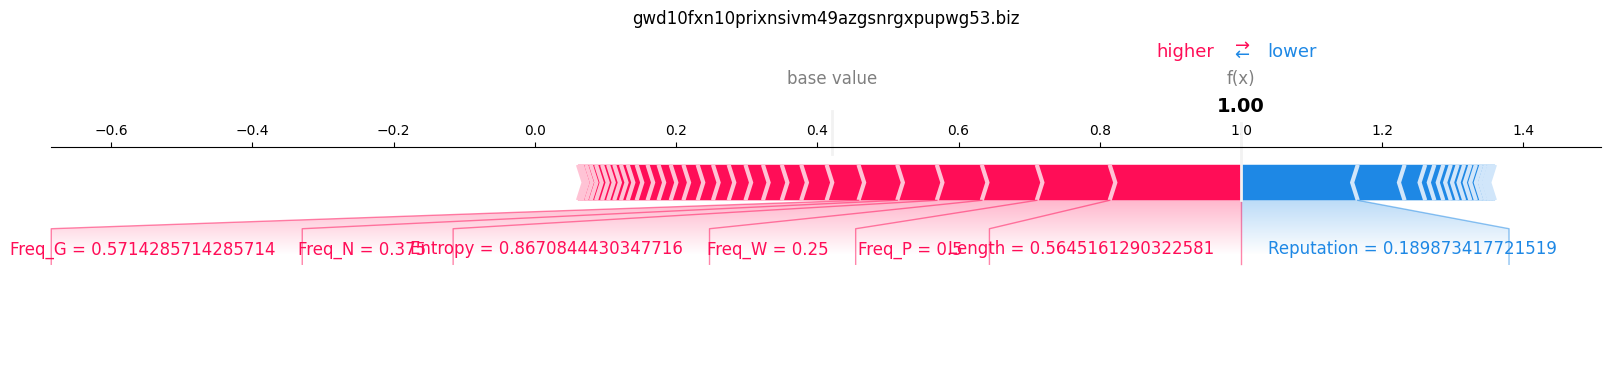 gwd10fxn10prixnsivm49azgsnrgxpupwg53.biz
higher ⇄ lower
base value f(x)
1.00
−0.6 −0.4 −0.2 0.0 0.2 0.4 0.6 0.8 1.0 1.2 1.4
Freq_G = 0.5714285714285714 Freq_N = 0.375 Entropy = 0.8670844430347716 Freq_W = 0.25 Freq_P = 0.5 Length = 0.5645161290322581 Reputation = 0.189873417721519